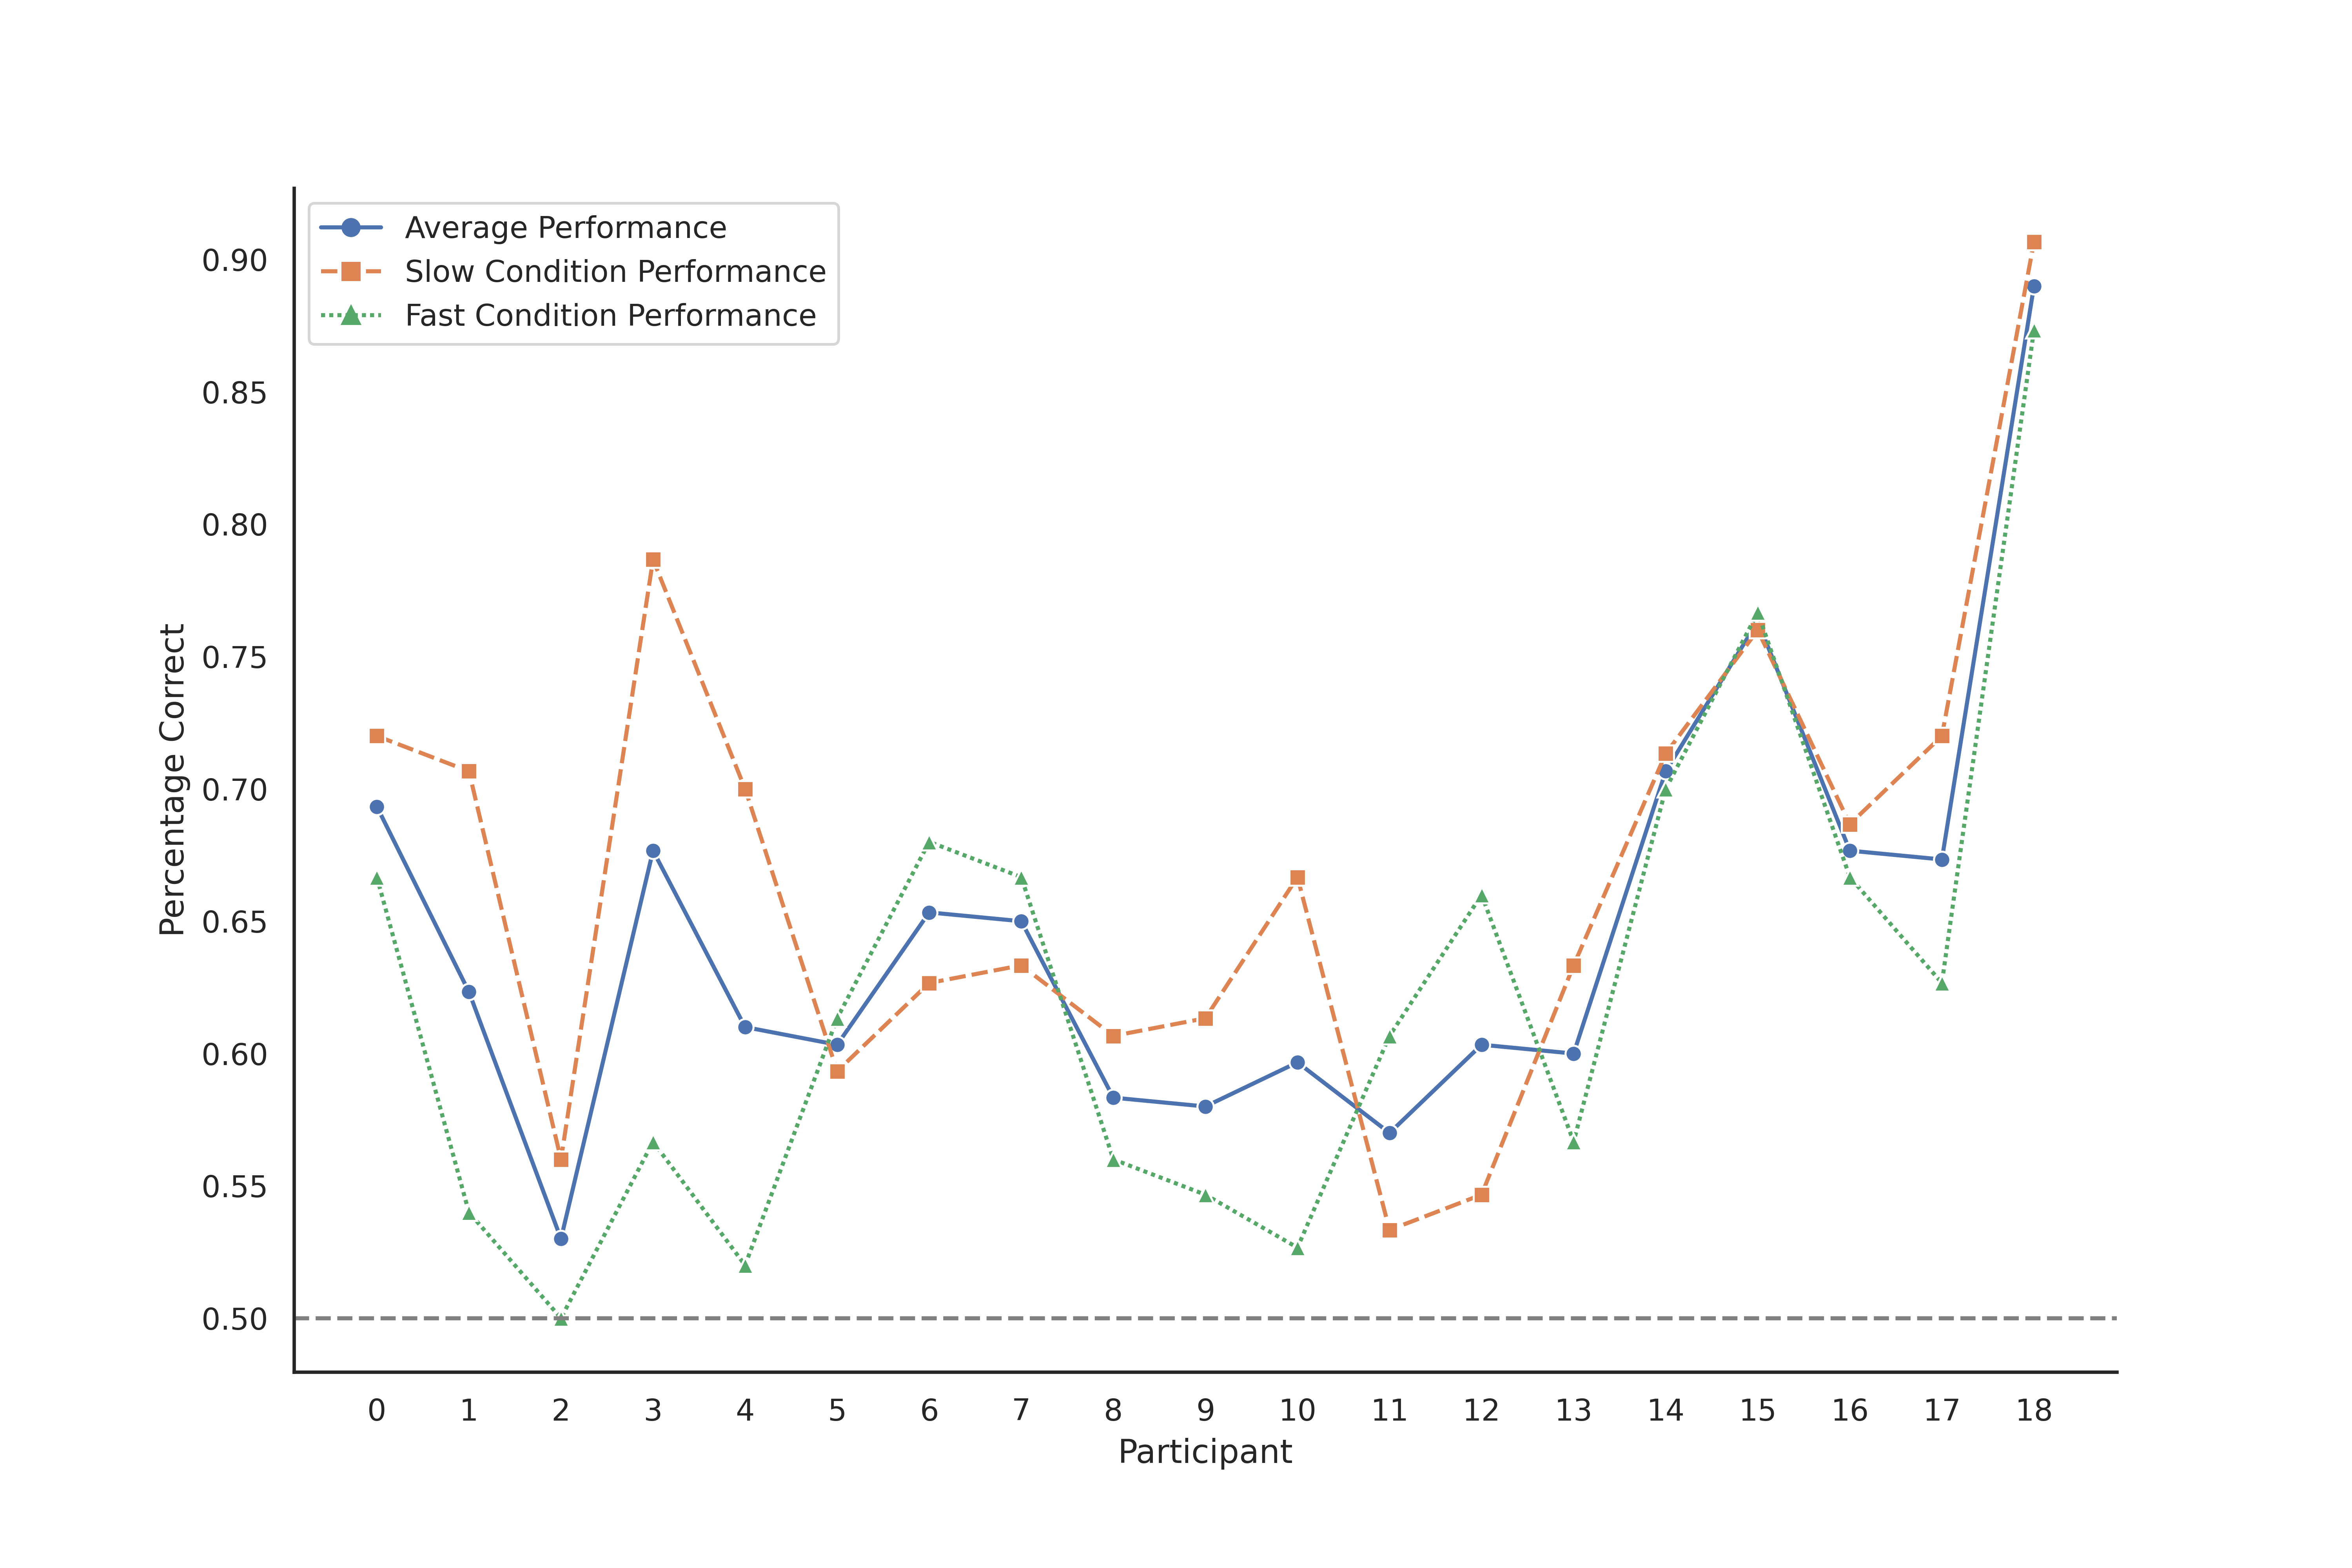 Average Performance
Slow Condition Performance
Fast Condition Performance
0.90
0.85
0.80
0.75
0.70
0.65
0.60
0.55
0.50
Percentage Correct
0 1 2 3 4 5 6 7 8 9 10 11 12 13 14 15 16 17 18
Participant